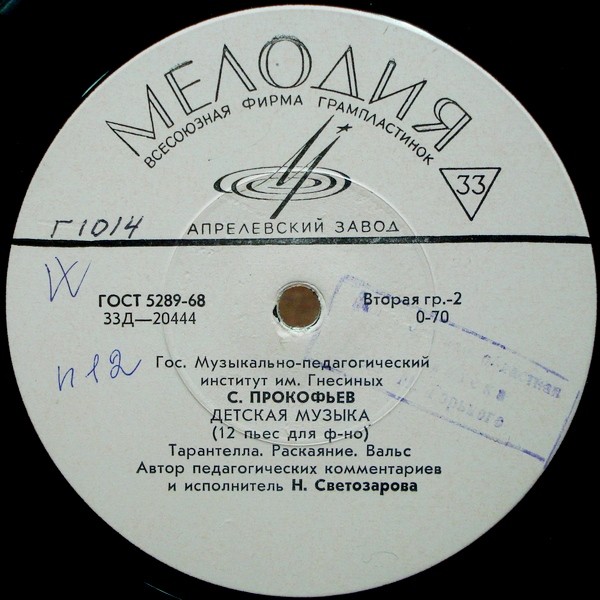 МЕЛОДИЯ
ВСЕСОЮЗНАЯ ФИРМА ГРАМПЛАСТИНОК
33
АПРЕЛЕВСКИЙ ЗАВОД
Г1014
ГОСТ 5289-68
33Д—20444
Вторая гр.-2
0-70
п12
Гос. Музыкально-педагогический
институт им. Гнесиных
С. ПРОКОФЬЕВ
ДЕТСКАЯ МУЗЫКА
(12 пьес для ф-но)
Тарантелла. Раскаяние. Вальс
Автор педагогических комментариев
и исполнитель Н. Светозарова